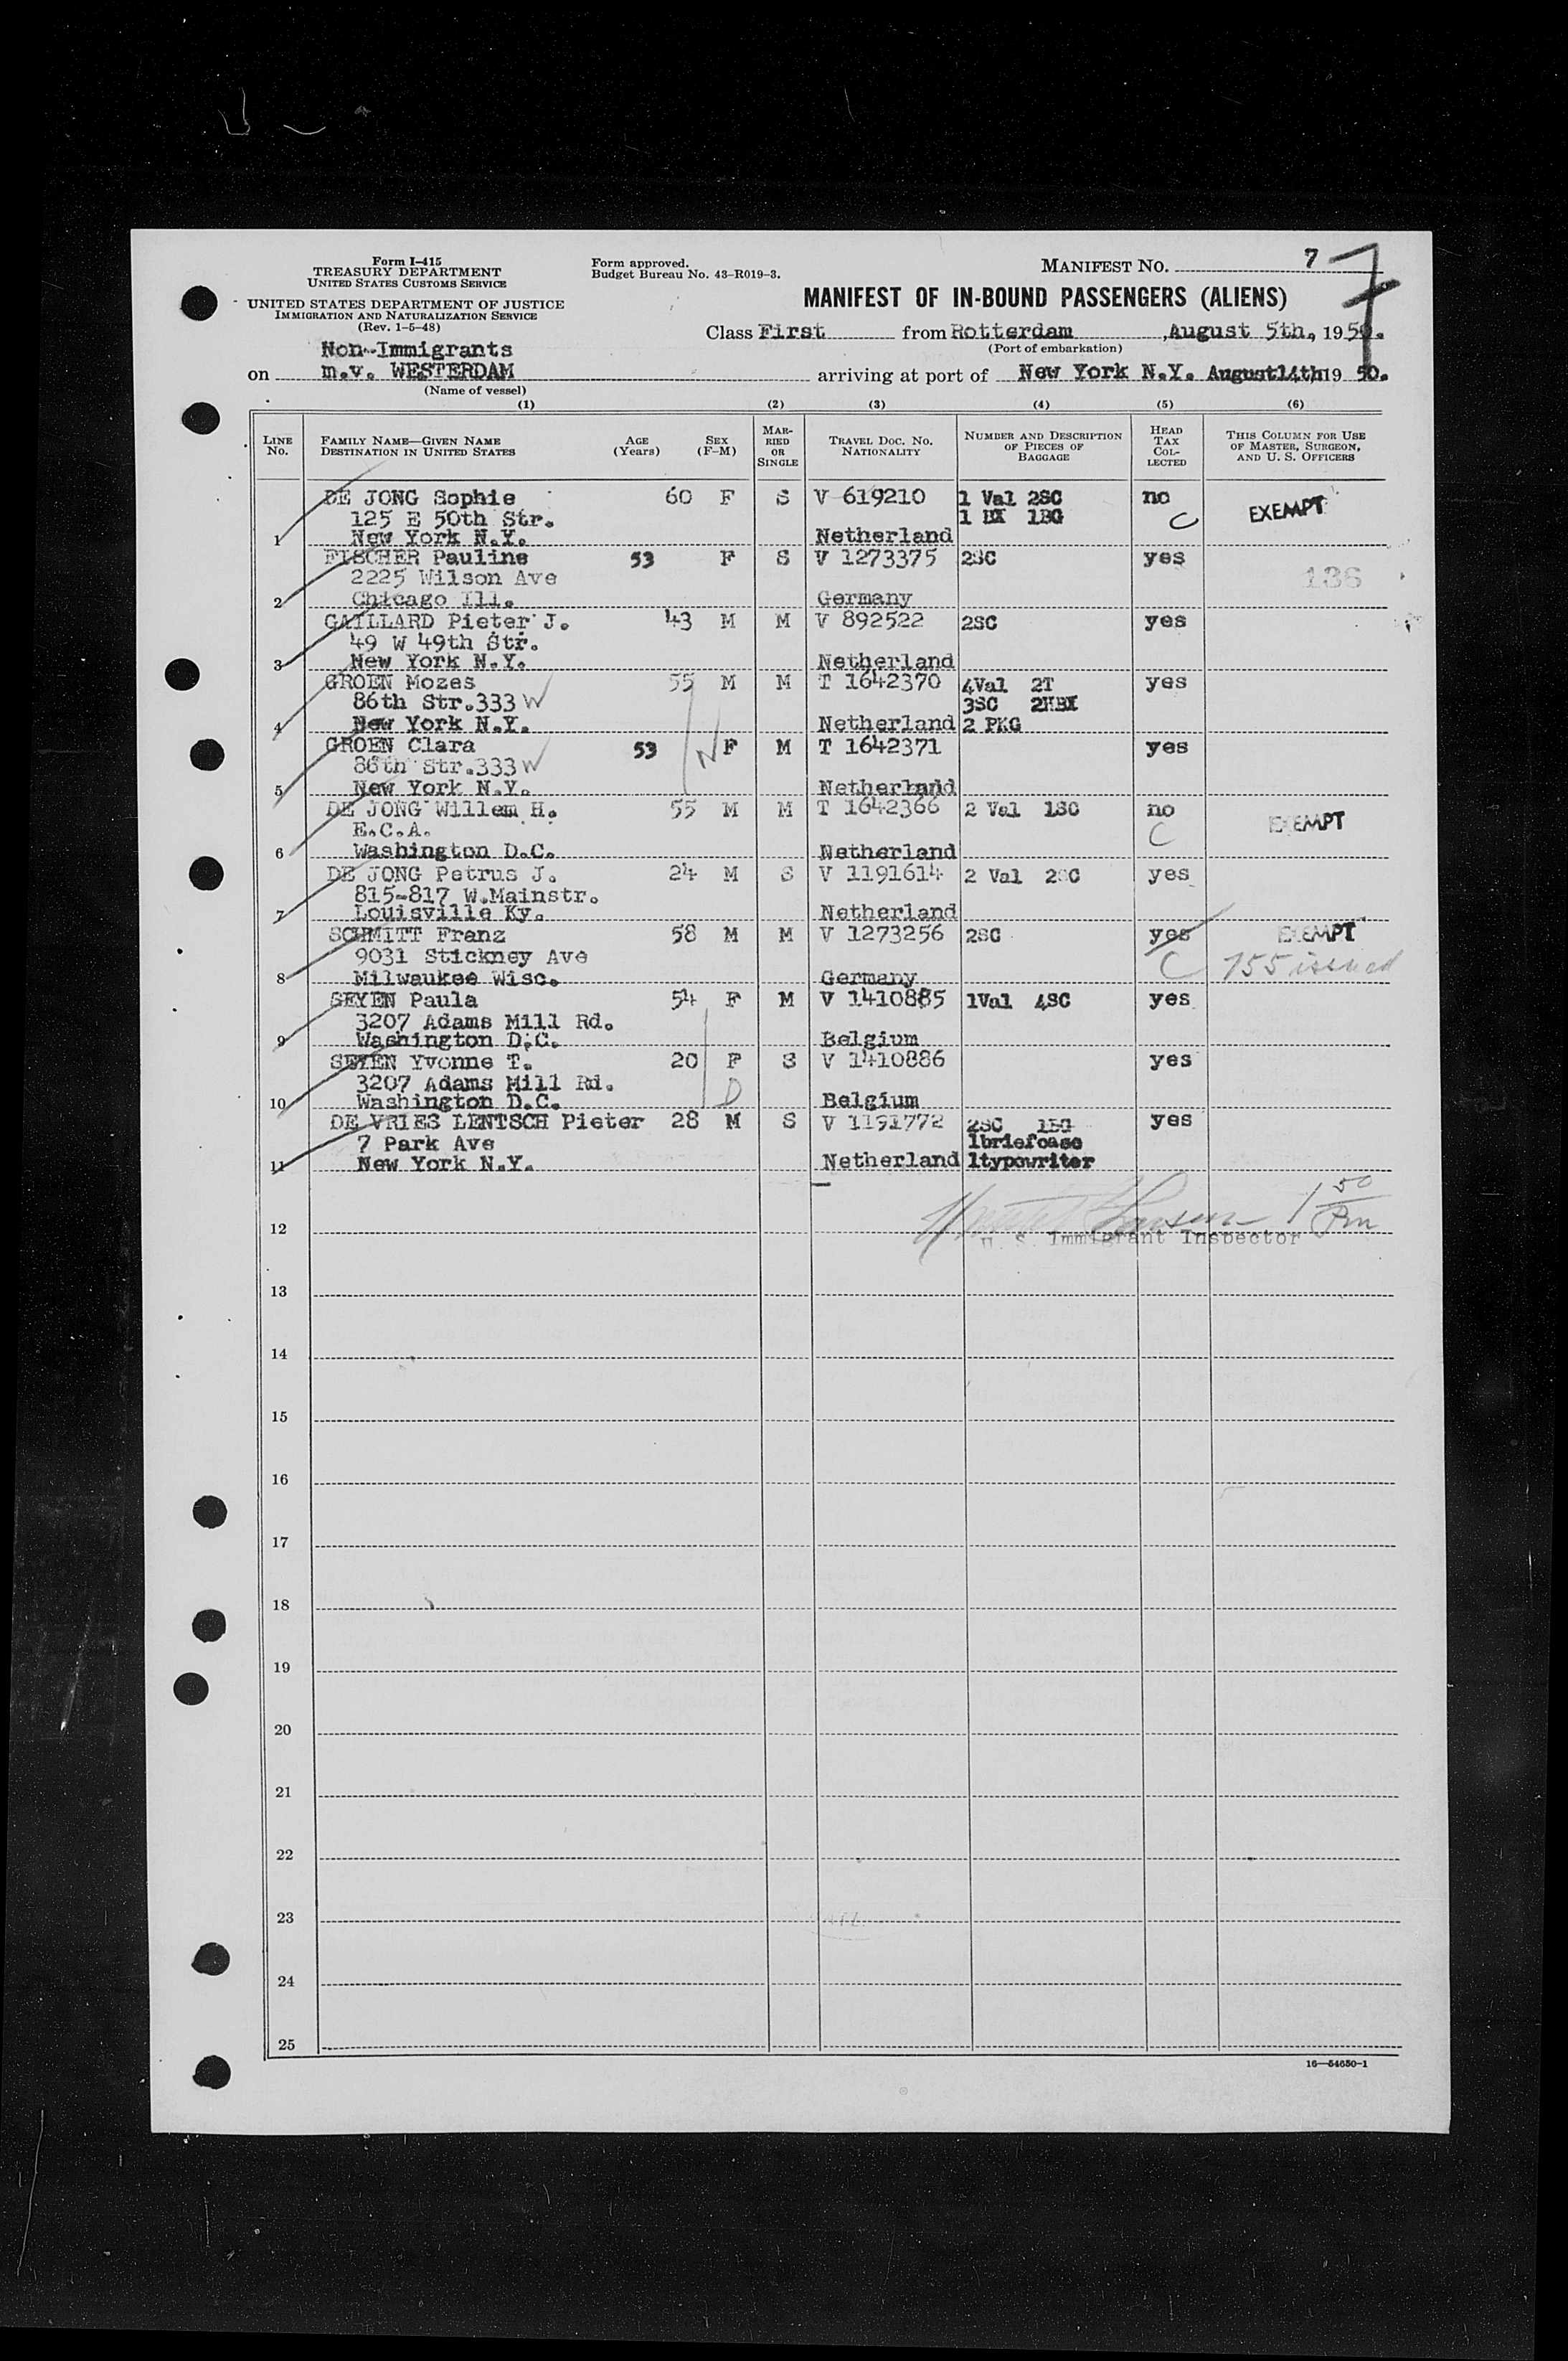 Form I-415
TREASURY DEPARTMENT
UNITED STATES CUSTOMS SERVICE
UNITED STATES DEPARTMENT OF JUSTICE
IMMIGRATION AND NATURALIZATION SERVICE
(Rev. 1-5-48)
Form approved.
Budget Bureau No. 43-R019-3.
MANIFEST NO. 7
7
MANIFEST OF IN-BOUND PASSENGERS (ALIENS)
Class First from Rotterdam, August 5th, 1950.
(Port of embarkation)
Non-Immigrants
on m.v. WESTERDAM arriving at port of New York N.Y. August 14th 19 50.
(Name of vessel)
(1) (2) (3) (4) (5) (6)
LINE NO. FAMILY NAME—GIVEN NAME DESTINATION IN UNITED STATES AGE (Years) SEX (F-M) MARRIED OR SINGLE TRAVEL DOC. NO. NATIONALITY NUMBER AND DESCRIPTION OF PIECES OF BAGGAGE HEAD TAX COLLECTED THIS COLUMN FOR USE OF MASTER, SURGEON, AND U. S. OFFICERS
DE JONG Sophie 60 F S V 619210 1 Val 2SC no
125 E 50th Str. 1 BX 1BG C EXEMPT
1 New York N.Y. Netherland
FISCHER Pauline 53 F S V 1273375 2SC yes
2225 Wilson Ave 136
2 Chicago Ill. Germany
GAILLARD Pieter J. 43 M M V 892522 2SC yes
49 W 49th Str.
3 New York N.Y. Netherland
GROEN Mozes 55 M M T 1642370 4Val 2T yes
86th Str.333 W 3SC 2HBX
4 New York N.Y. Netherland 2 PKG
GROEN Clara 53 F M T 1642371 yes
86th Str.333 W
5 New York N.Y. Netherland
DE JONG Willem H. 55 M M T 1642366 2 Val 1SC no
E.C.A. C EXEMPT
6 Washington D.C. Netherland
DE JONG Petrus J. 24 M S V 1191614 2 Val 2SC yes
815-817 W.Mainstr.
7 Louisville Ky. Netherland
SCHMITT Franz 58 M M V 1273256 2SC yes EXEMPT
9031 Stickney Ave C 755 issued
8 Milwaukee Wisc. Germany
SEYEN Paula 54 F M V 1410885 1Val 4SC yes
3207 Adams Mill Rd.
9 Washington D.C. Belgium
SEYEN Yvonne T. 20 F S V 1410886 yes
3207 Adams Mill Rd. D
10 Washington D.C. Belgium
DE VRIES LENTSCH Pieter 28 M S V 1191772 2SC 1BG yes
7 Park Ave 1briefcase
11 New York N.Y. Netherland 1typewriter
1 50 Pm
12 U. S. Immigrant Inspector
13
14
15
16
17
18
19
20
21
22
23
24
25
16—54650-1